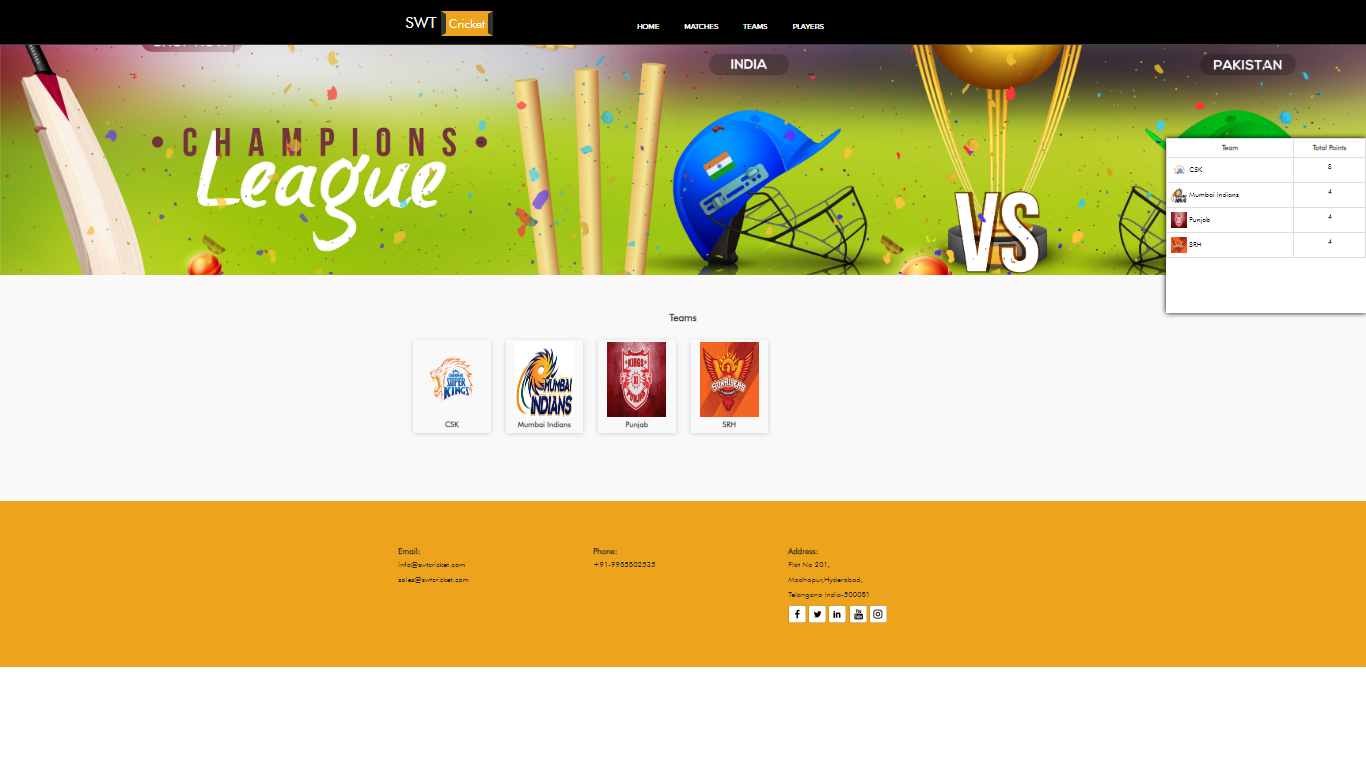 SWT Cricket
HOME MATCHES TEAMS PLAYERS
INDIA
PAKISTAN
CHAMPIONS
League
VS
Team Total Points
CSK 8
Mumbai Indians 4
Punjab 4
SRH 4
Teams
SUPER
KINGS
MUMBAI
INDIANS
KINGS
PUNJAB
SUNRISERS
CSK
Mumbai Indians
Punjab
SRH
Email:
info@swtcricket.com
sales@swtcricket.com
Phone:
+91-9985802535
Address:
Flat No 201,
Madhapur,Hyderabad,
Telangana India-500081